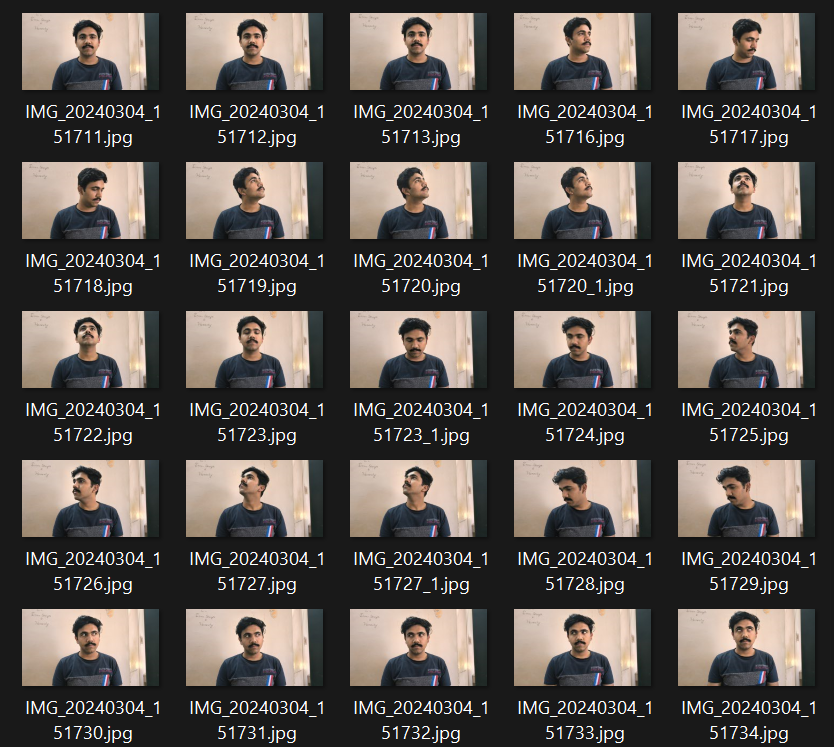 IMG_20240304_1
51711.jpg
IMG_20240304_1
51712.jpg
IMG_20240304_1
51713.jpg
IMG_20240304_1
51716.jpg
IMG_20240304_1
51717.jpg
IMG_20240304_1
51718.jpg
IMG_20240304_1
51719.jpg
IMG_20240304_1
51720.jpg
IMG_20240304_1
51720_1.jpg
IMG_20240304_1
51721.jpg
IMG_20240304_1
51722.jpg
IMG_20240304_1
51723.jpg
IMG_20240304_1
51723_1.jpg
IMG_20240304_1
51724.jpg
IMG_20240304_1
51725.jpg
IMG_20240304_1
51726.jpg
IMG_20240304_1
51727.jpg
IMG_20240304_1
51727_1.jpg
IMG_20240304_1
51728.jpg
IMG_20240304_1
51729.jpg
IMG_20240304_1
51730.jpg
IMG_20240304_1
51731.jpg
IMG_20240304_1
51732.jpg
IMG_20240304_1
51733.jpg
IMG_20240304_1
51734.jpg